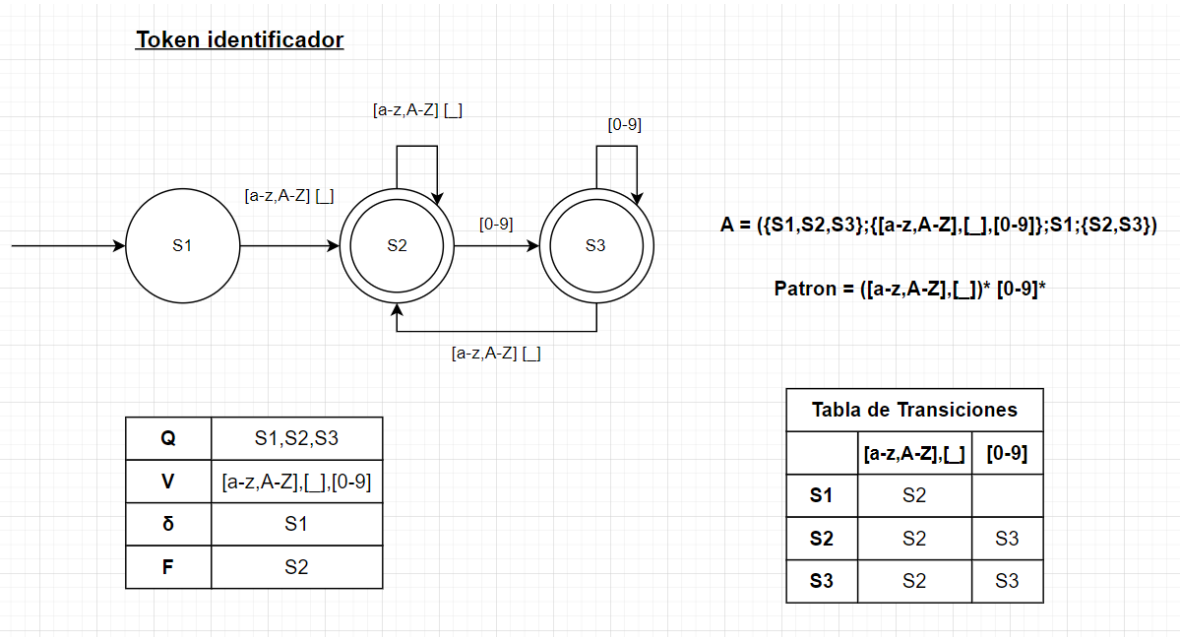 Token identificador
[a-z,A-Z] [_]
[0-9]
[a-z,A-Z] [_]
[0-9]
S1
S2
S3
[a-z,A-Z] [_]
A = ({S1,S2,S3};{[a-z,A-Z],[_],[0-9]};S1;{S2,S3})
Patron = ([a-z,A-Z],[_])* [0-9]*
Q S1,S2,S3
V [a-z,A-Z],[_],[0-9]
δ S1
F S2
Tabla de Transiciones
[a-z,A-Z],[_] [0-9]
S1 S2
S2 S2 S3
S3 S2 S3